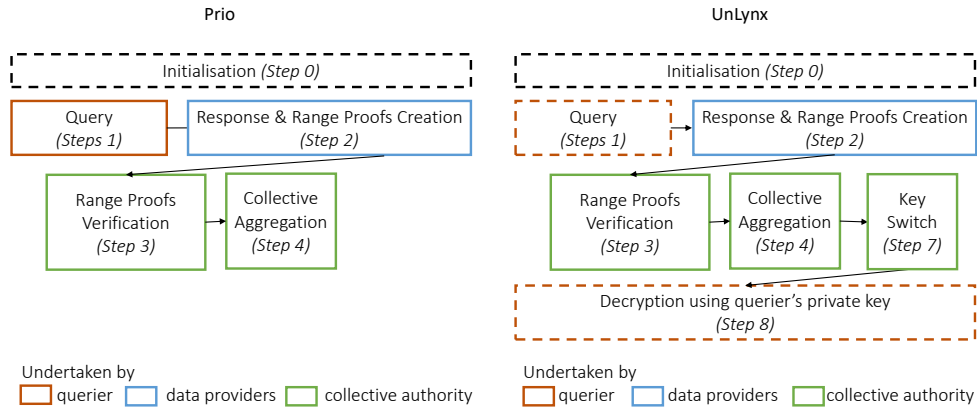 Prio
Initialisation (Step 0)
Query
(Steps 1)
Response & Range Proofs Creation
(Step 2)
Range Proofs
Verification
(Step 3)
Collective
Aggregation
(Step 4)
Undertaken by
querier
data providers
collective authority
UnLynx
Initialisation (Step 0)
Query
(Steps 1)
Response & Range Proofs Creation
(Step 2)
Range Proofs
Verification
(Step 3)
Collective
Aggregation
(Step 4)
Key
Switch
(Step 7)
Decryption using querier's private key
(Step 8)
Undertaken by
querier
data providers
collective authority